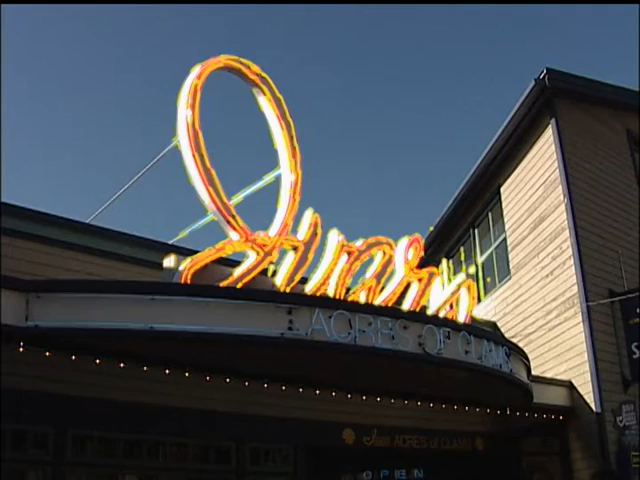 Ivar's
ACRES OF CLAMS
Ivar's ACRES OF CLAMS
OPEN